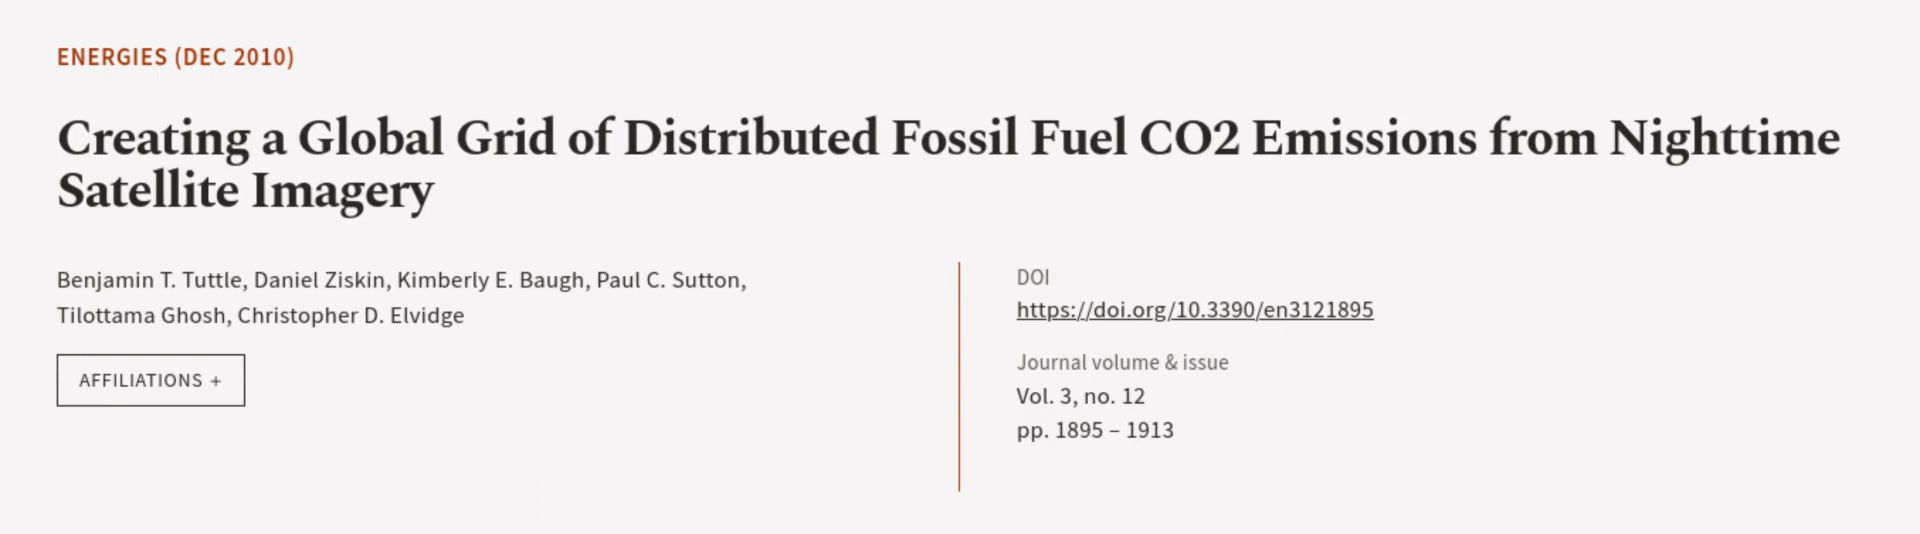 ENERGIES (DEC 2010)
Creating a Global Grid of Distributed Fossil Fuel CO2 Emissions from Nighttime
Satellite Imagery
Benjamin T. Tuttle, Daniel Ziskin, Kimberly E. Baugh, Paul C. Sutton,
Tilottama Ghosh, Christopher D. Elvidge
AFFILIATIONS +
DOI
https://doi.org/10.3390/en3121895
Journal volume & issue
Vol. 3, no. 12
pp. 1895 – 1913